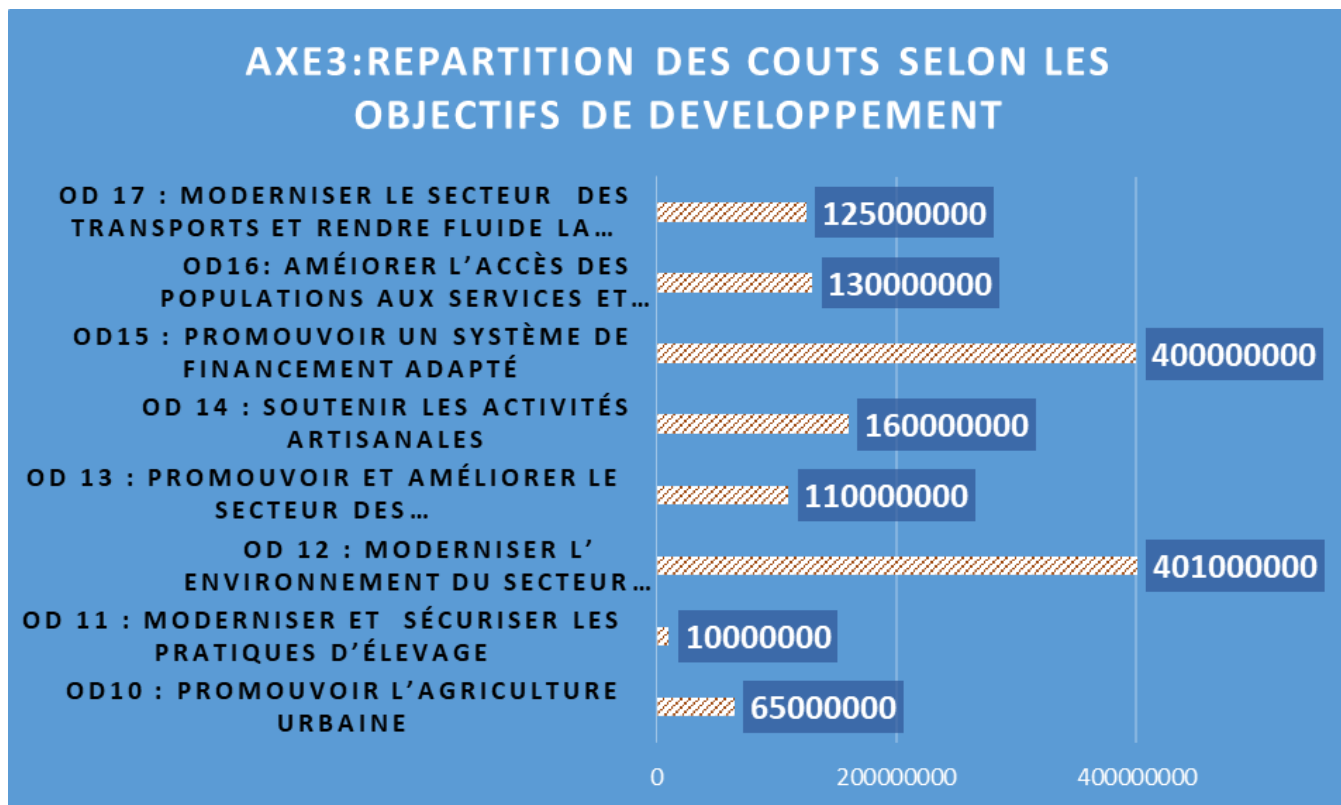 AXE3:REPARTITION DES COUTS SELON LES
OBJECTIFS DE DEVELOPPEMENT
OD 17 : MODERNISER LE SECTEUR DES
TRANSPORTS ET RENDRE FLUIDE LA…
125000000
OD16: AMÉIORER L’ACCÈS DES
POPULATIONS AUX SERVICES ET…
130000000
OD15 : PROMOUVOIR UN SYSTÈME DE
FINANCEMENT ADAPTÉ
400000000
OD 14 : SOUTENIR LES ACTIVITÉS
ARTISANALES
160000000
OD 13 : PROMOUVOIR ET AMÉLIORER LE
SECTEUR DES…
110000000
OD 12 : MODERNISER L’
ENVIRONNEMENT DU SECTEUR…
401000000
OD 11 : MODERNISER ET SÉCURISER LES
PRATIQUES D’ÉLEVAGE
10000000
OD10 : PROMOUVOIR L’AGRICULTURE
URBAINE
65000000
0 200000000 400000000